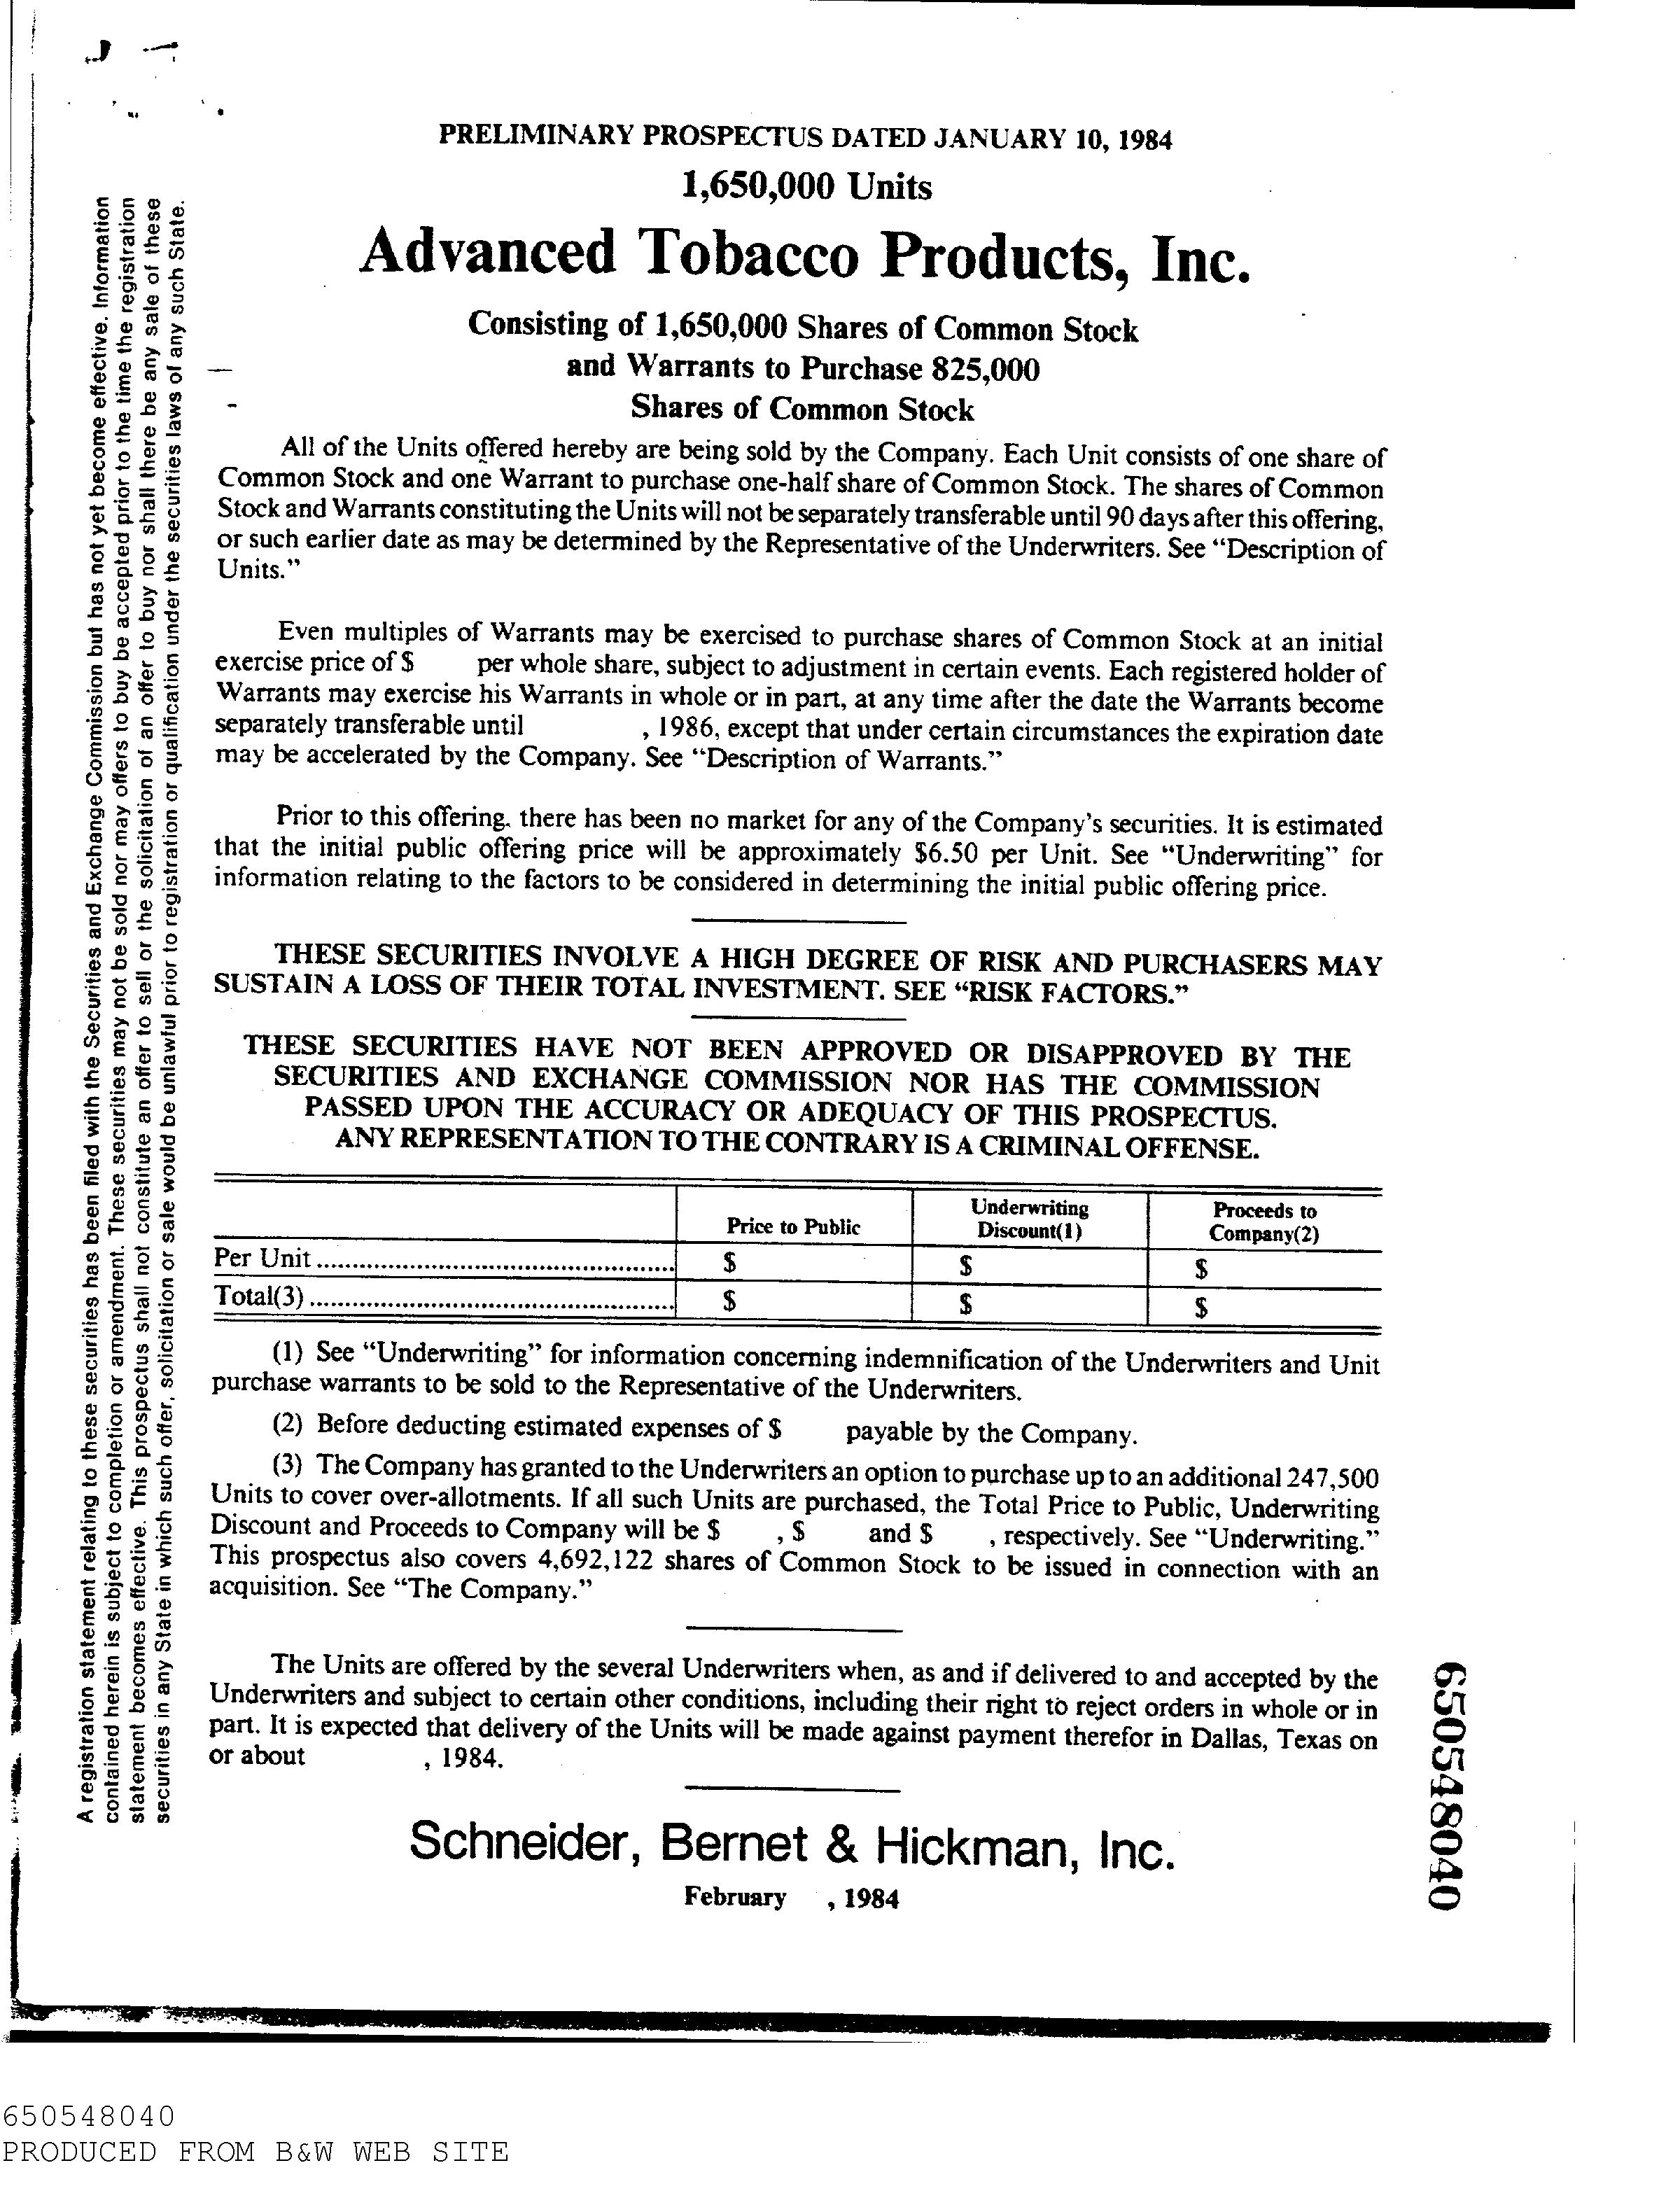 PRELIMINARY PROSPECTUS DATED JANUARY 10, 1984
1,650,000 Units
Advanced Tobacco Products, Inc.
Consisting of 1,650,000 Shares of Common Stock
and Warrants to Purchase 825,000
Shares of Common Stock
All of the Units offered hereby are being sold by the Company. Each Unit consists of one share of
Common Stock and one Warrant to purchase one-half share of Common Stock. The shares of Common
Stock and Warrants constituting the Units will not be separately transferable until 90 days after this offering,
or such earlier date as may be determined by the Representative of the Underwriters. See “Description of
Units.”
Even multiples of Warrants may be exercised to purchase shares of Common Stock at an initial
exercise price of $ per whole share, subject to adjustment in certain events. Each registered holder of
Warrants may exercise his Warrants in whole or in part, at any time after the date the Warrants become
separately transferable until , 1986, except that under certain circumstances the expiration date
may be accelerated by the Company. See “Description of Warrants.”
Prior to this offering, there has been no market for any of the Company’s securities. It is estimated
that the initial public offering price will be approximately $6.50 per Unit. See “Underwriting” for
information relating to the factors to be considered in determining the initial public offering price.
THESE SECURITIES INVOLVE A HIGH DEGREE OF RISK AND PURCHASERS MAY
SUSTAIN A LOSS OF THEIR TOTAL INVESTMENT. SEE “RISK FACTORS.”
THESE SECURITIES HAVE NOT BEEN APPROVED OR DISAPPROVED BY THE
SECURITIES AND EXCHANGE COMMISSION NOR HAS THE COMMISSION
PASSED UPON THE ACCURACY OR ADEQUACY OF THIS PROSPECTUS.
ANY REPRESENTATION TO THE CONTRARY IS A CRIMINAL OFFENSE.
Price to Public Underwriting Discount(1) Proceeds to Company(2)
Per Unit .................................................. $ $ $
Total(3) ................................................... $ $ $
(1) See “Underwriting” for information concerning indemnification of the Underwriters and Unit
purchase warrants to be sold to the Representative of the Underwriters.
(2) Before deducting estimated expenses of $ payable by the Company.
(3) The Company has granted to the Underwriters an option to purchase up to an additional 247,500
Units to cover over-allotments. If all such Units are purchased, the Total Price to Public, Underwriting
Discount and Proceeds to Company will be $ , $ and $ , respectively. See “Underwriting.”
This prospectus also covers 4,692,122 shares of Common Stock to be issued in connection with an
acquisition. See “The Company.”
The Units are offered by the several Underwriters when, as and if delivered to and accepted by the
Underwriters and subject to certain other conditions, including their right to reject orders in whole or in
part. It is expected that delivery of the Units will be made against payment therefor in Dallas, Texas on
or about , 1984.
Schneider, Bernet & Hickman, Inc.
February , 1984
A registration statement relating to these securities has been filed with the Securities and Exchange Commission but has not yet become effective. Information
contained herein is subject to completion or amendment. These securities may not be sold nor may offers to buy be accepted prior to the time the registration
statement becomes effective. This prospectus shall not constitute an offer to sell or the solicitation of an offer to buy nor shall there be any sale of these
securities in any State in which such offer, solicitation or sale would be unlawful prior to registration or qualification under the securities laws of any such State.
650548040
650548040
PRODUCED FROM B&W WEB SITE